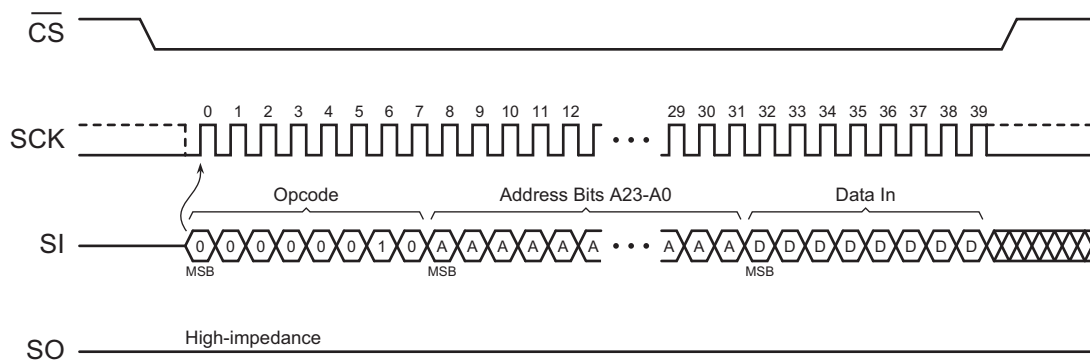 CS
0 1 2 3 4 5 6 7 8 9 10 11 12 29 30 31 32 33 34 35 36 37 38 39
SCK
Opcode Address Bits A23-A0 Data In
SI 0 0 0 0 0 0 1 0 A A A A A A A A A D D D D D D D D
MSB MSB MSB
High-impedance
SO